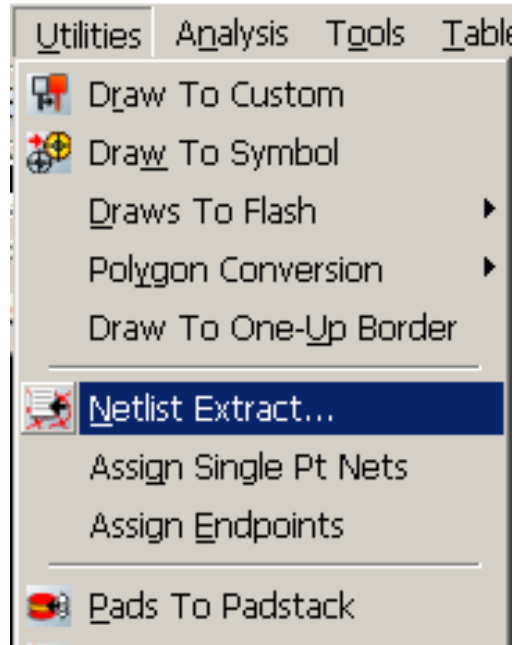 Utilities Analysis Tools Table
Draw To Custom
Draw To Symbol
Draws To Flash
Polygon Conversion
Draw To One-Up Border
Netlist Extract...
Assign Single Pt Nets
Assign Endpoints
Pads To Padstack